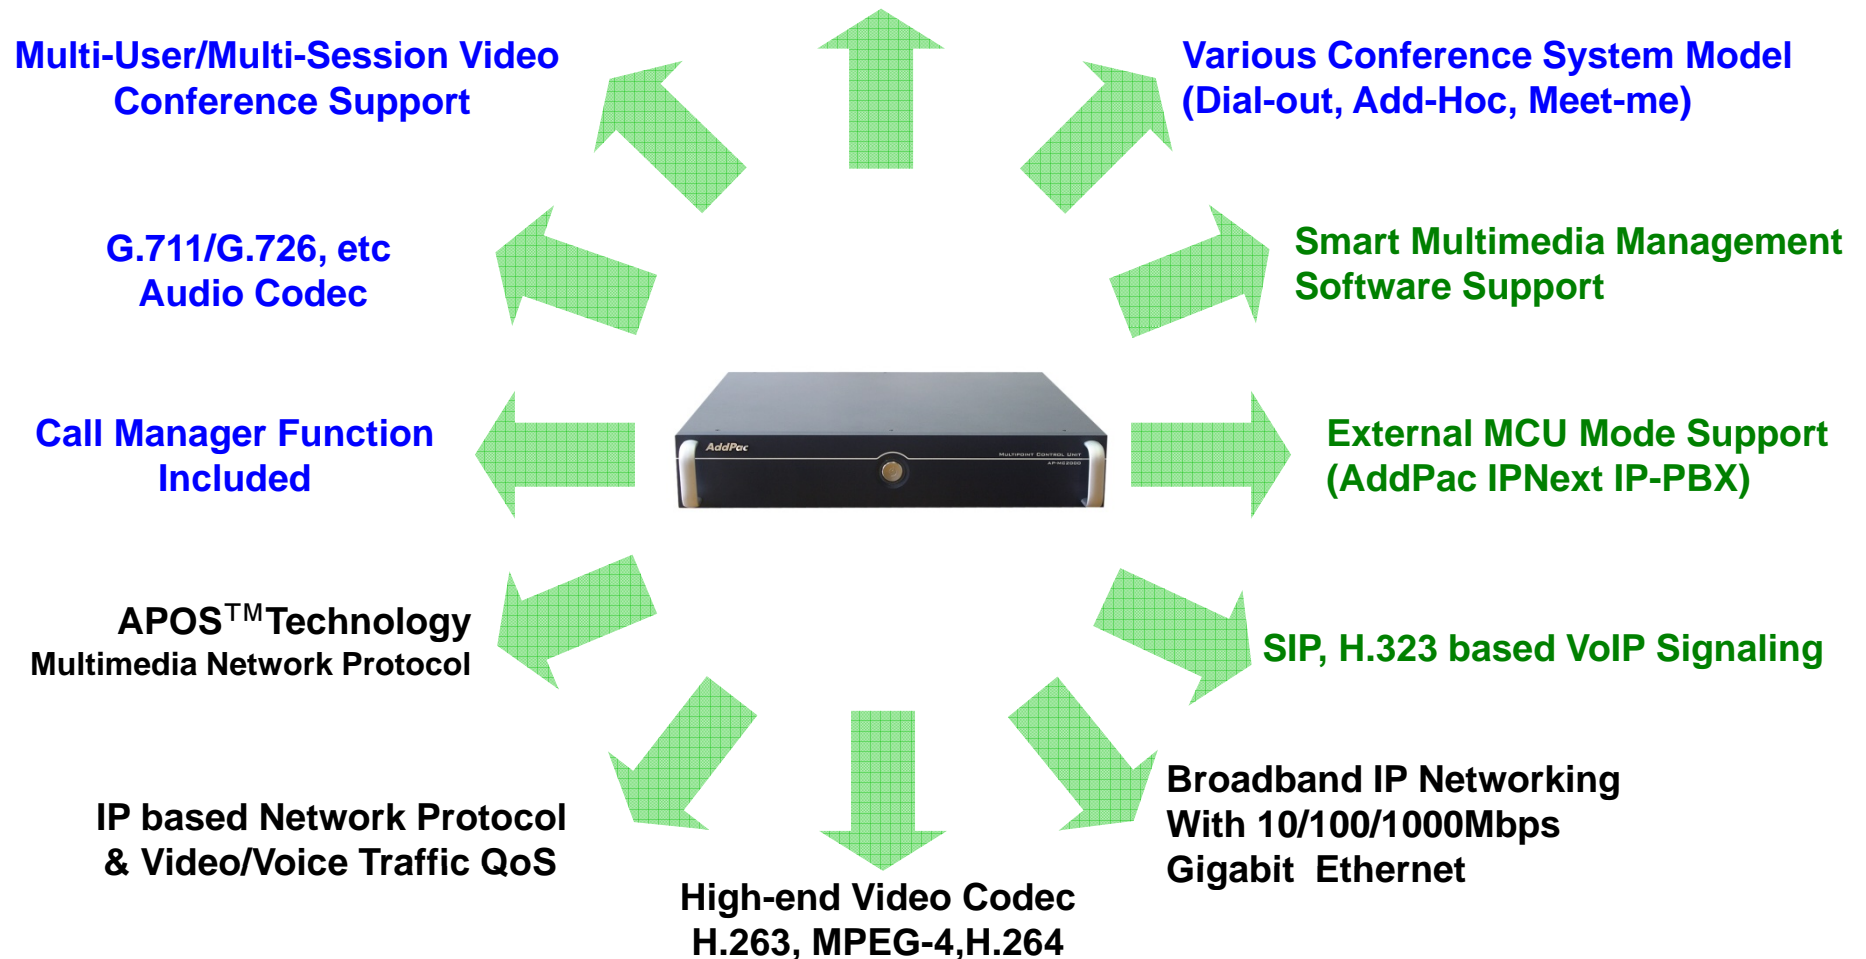 Multi-User/Multi-Session Video
Conference Support
Various Conference System Model
(Dial-out, Add-Hoc, Meet-me)
G.711/G.726, etc
Audio Codec
Smart Multimedia Management
Software Support
Call Manager Function
Included
AddPac
MULTIPOINT CONTROL UNIT
External MCU Mode Support
(AddPac IPNext IP-PBX)
APOS™Technology
Multimedia Network Protocol
SIP, H.323 based VoIP Signaling
IP based Network Protocol
& Video/Voice Traffic QoS
Broadband IP Networking
With 10/100/1000Mbps
Gigabit Ethernet
High-end Video Codec
H.263, MPEG-4,H.264